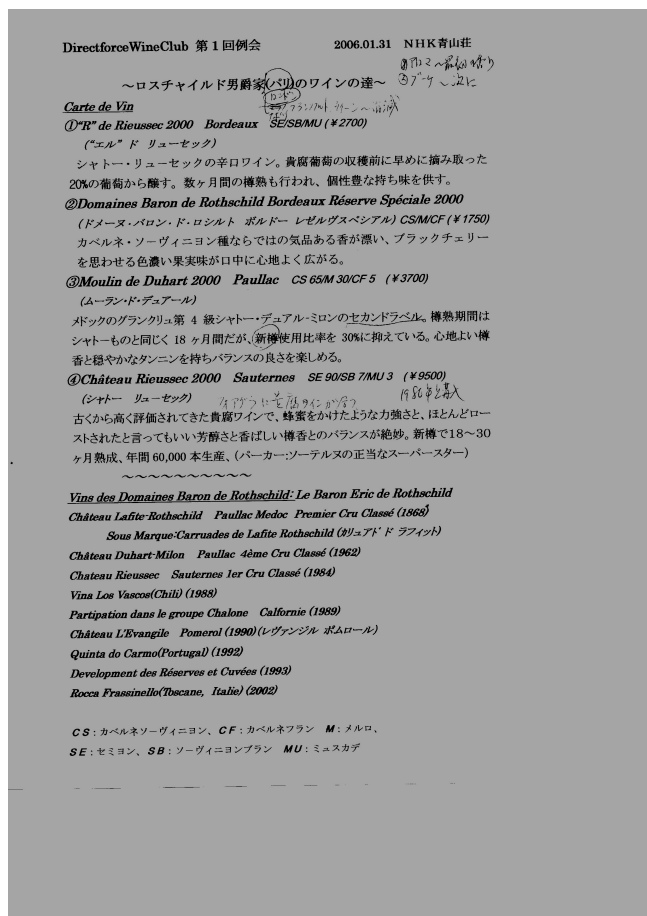 DirectforceWineClub 第1回例会 2006.01.31 NHK青山荘
～ロスチャイルド男爵家(パリ)のワインの達～
ロンドン
Carte de Vin
①"R" de Rieussec 2000 Bordeaux SE/SB/MU (￥2700)
("エル" ド リューセック)
シャトー・リューセックの辛口ワイン。貴腐葡萄の収穫前に早めに摘み取った
20%の葡萄から醸す。数ヶ月間の樽熟も行われ、個性豊な持ち味を供す。
②Domaines Baron de Rothschild Bordeaux Réserve Spéciale 2000
(ドメーヌ・バロン・ド・ロシルト ボルドー レゼルヴスペシアル) CS/M/CF (￥1750)
カベルネ・ソーヴィニヨン種ならではの気品ある香が漂い、ブラックチェリー
を思わせる色濃い果実味が口中に心地よく広がる。
③Moulin de Duhart 2000 Paullac CS 65/M 30/CF 5 (￥3700)
(ムーラン・ド・デュアール)
メドックのグランクリュ第 4 級シャトー・デュアル-ミロンのセカンドラベル。樽熟期間は
シャトーものと同じく 18 ヶ月間だが、新樽使用比率を 30%に抑えている。心地よい樽
香と穏やかなタンニンを持ちバランスの良さを楽しめる。
④Château Rieussec 2000 Sauternes SE 90/SB 7/MU 3 (￥9500)
(シャトー リューセック)
古くから高く評価されてきた貴腐ワインで、蜂蜜をかけたような力強さと、ほとんどロー
ストされたと言ってもいい芳醇さと香ばしい樽香とのバランスが絶妙。新樽で18～30
ヶ月熟成、年間 60,000 本生産、(パーカー:ソーテルヌの正当なスーパースター)
～～～～～～～～～～
Vins des Domaines Baron de Rothschild: Le Baron Eric de Rothschild
Château Lafite-Rothschild Paullac Medoc Premier Cru Classé (1868)
Sous Marque:Carruades de Lafite Rothschild (カリュアド ド ラフィット)
Château Duhart-Milon Paullac 4ème Cru Classé (1962)
Chateau Rieussec Sauternes 1er Cru Classé (1984)
Vina Los Vascos(Chili) (1988)
Partipation dans le groupe Chalone Calfornie (1989)
Château L'Evangile Pomerol (1990)(レヴァンジル ポムロール)
Quinta do Carmo(Portugal) (1992)
Development des Réserves et Cuvées (1993)
Rocca Frassinello(Toscane, Italie) (2002)
CS:カベルネソーヴィニヨン、CF:カベルネフラン M:メルロ、
SE:セミヨン、SB:ソーヴィニヨンブラン MU:ミュスカデ